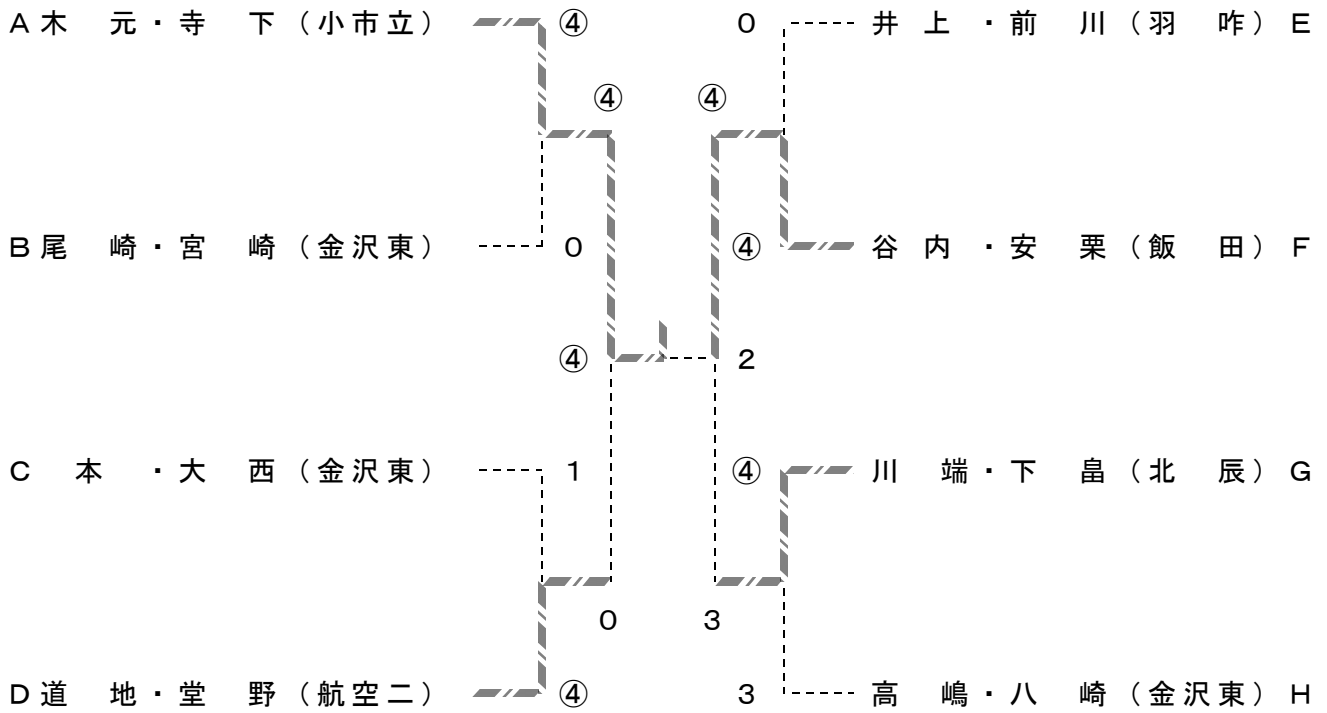 A 木 元・寺 下（小市立） ④ 0 井 上・前 川（羽 咋） E
④ ④
B 尾 崎・宮 崎（金沢東） 0 ④ 谷 内・安 栗（飯 田） F
④ 2
C 本 ・大 西（金沢東） 1 ④ 川 端・下 畠（北 辰） G
0 3
D 道 地・堂 野（航空二） ④ 3 高 嶋・八 崎（金沢東） H